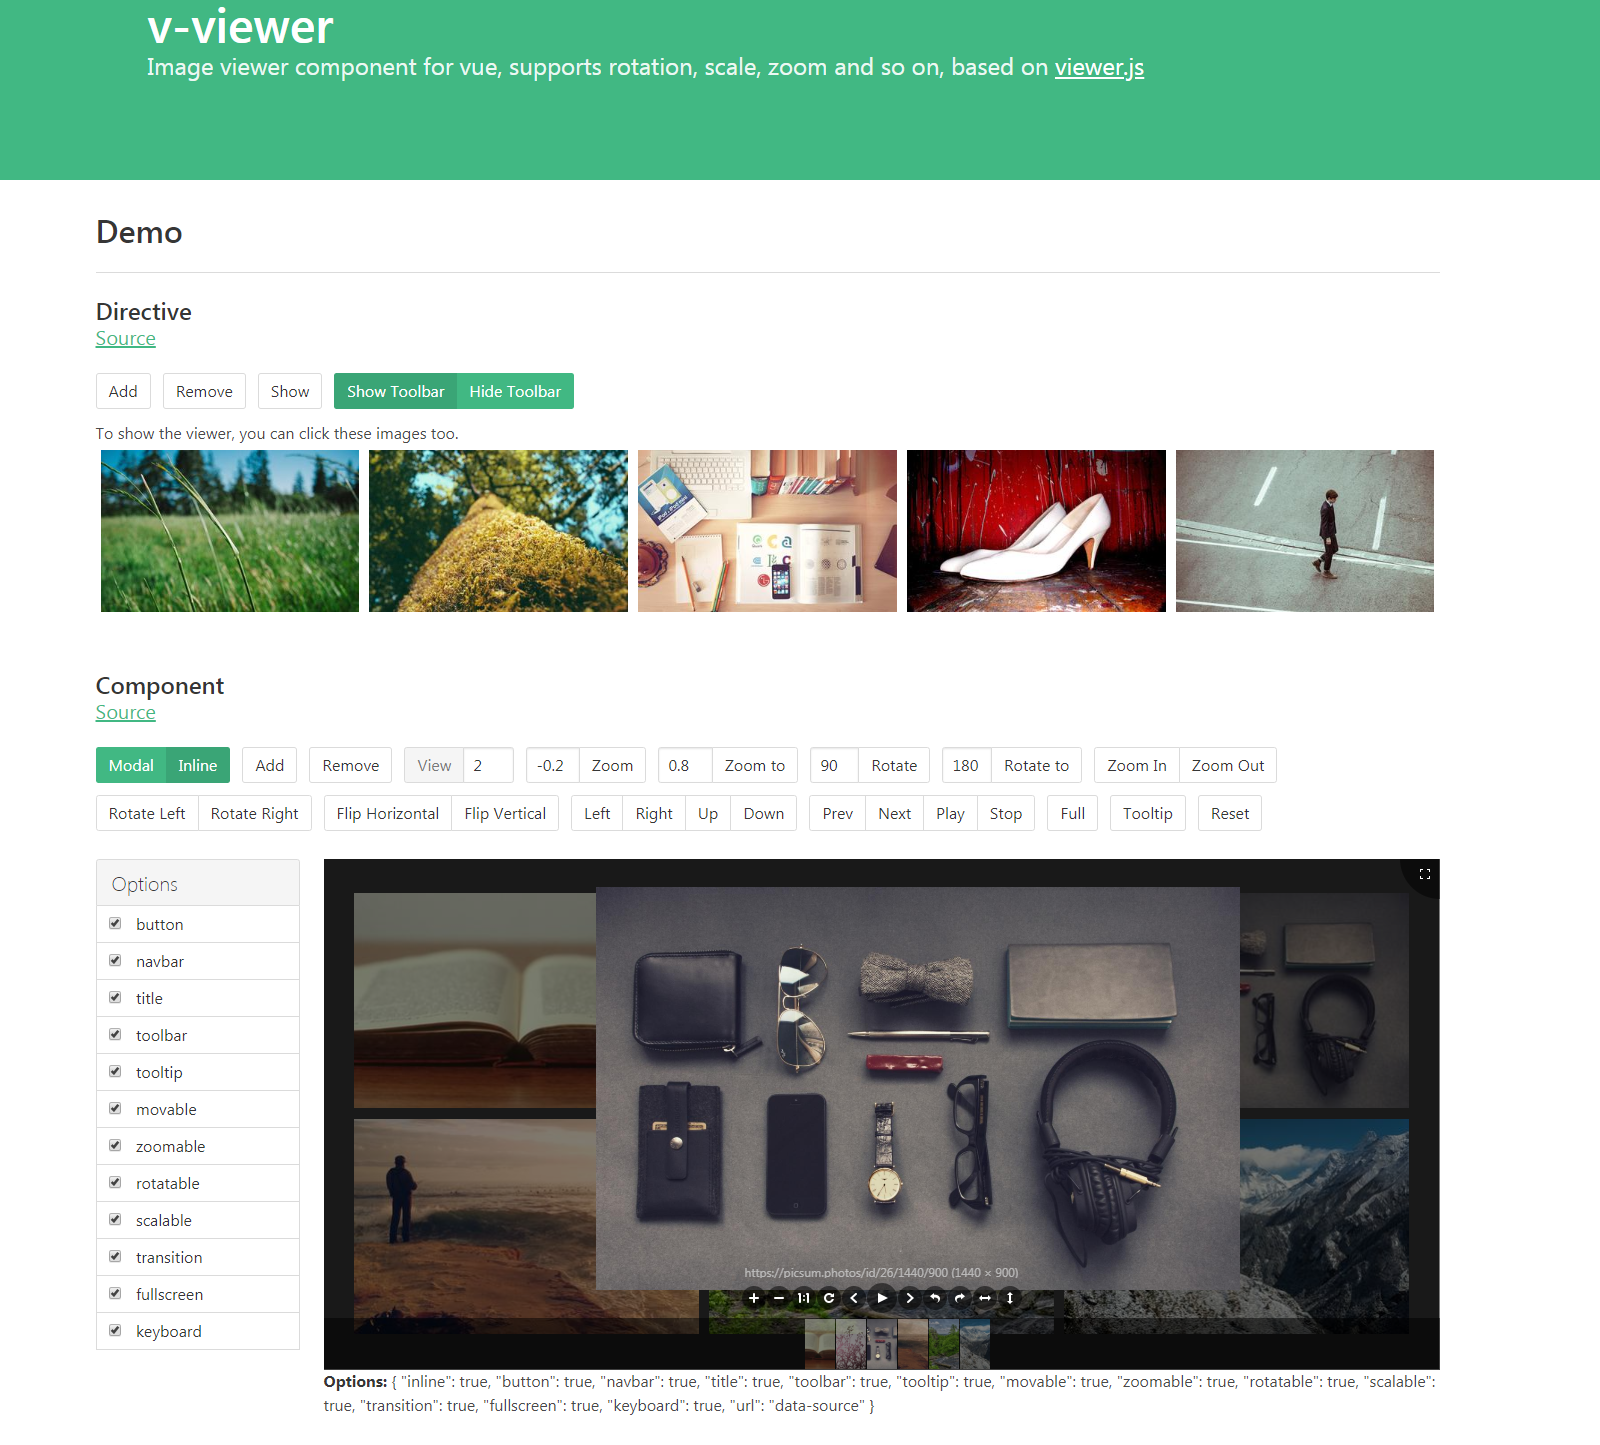 v-viewer
Image viewer component for vue, supports rotation, scale, zoom and so on, based on viewer.js
Demo
Directive
Source
Add Remove Show Show Toolbar Hide Toolbar
To show the viewer, you can click these images too.
Component
Source
Modal Inline Add Remove View 2 -0.2 Zoom 0.8 Zoom to 90 Rotate 180 Rotate to Zoom In Zoom Out
Rotate Left Rotate Right Flip Horizontal Flip Vertical Left Right Up Down Prev Next Play Stop Full Tooltip Reset
Options
button
navbar
title
toolbar
tooltip
movable
zoomable
rotatable
scalable
transition
fullscreen
keyboard
https://picsum.photos/id/26/1440/900 (1440 × 900)
1:1
Options: { "inline": true, "button": true, "navbar": true, "title": true, "toolbar": true, "tooltip": true, "movable": true, "zoomable": true, "rotatable": true, "scalable":
true, "transition": true, "fullscreen": true, "keyboard": true, "url": "data-source" }